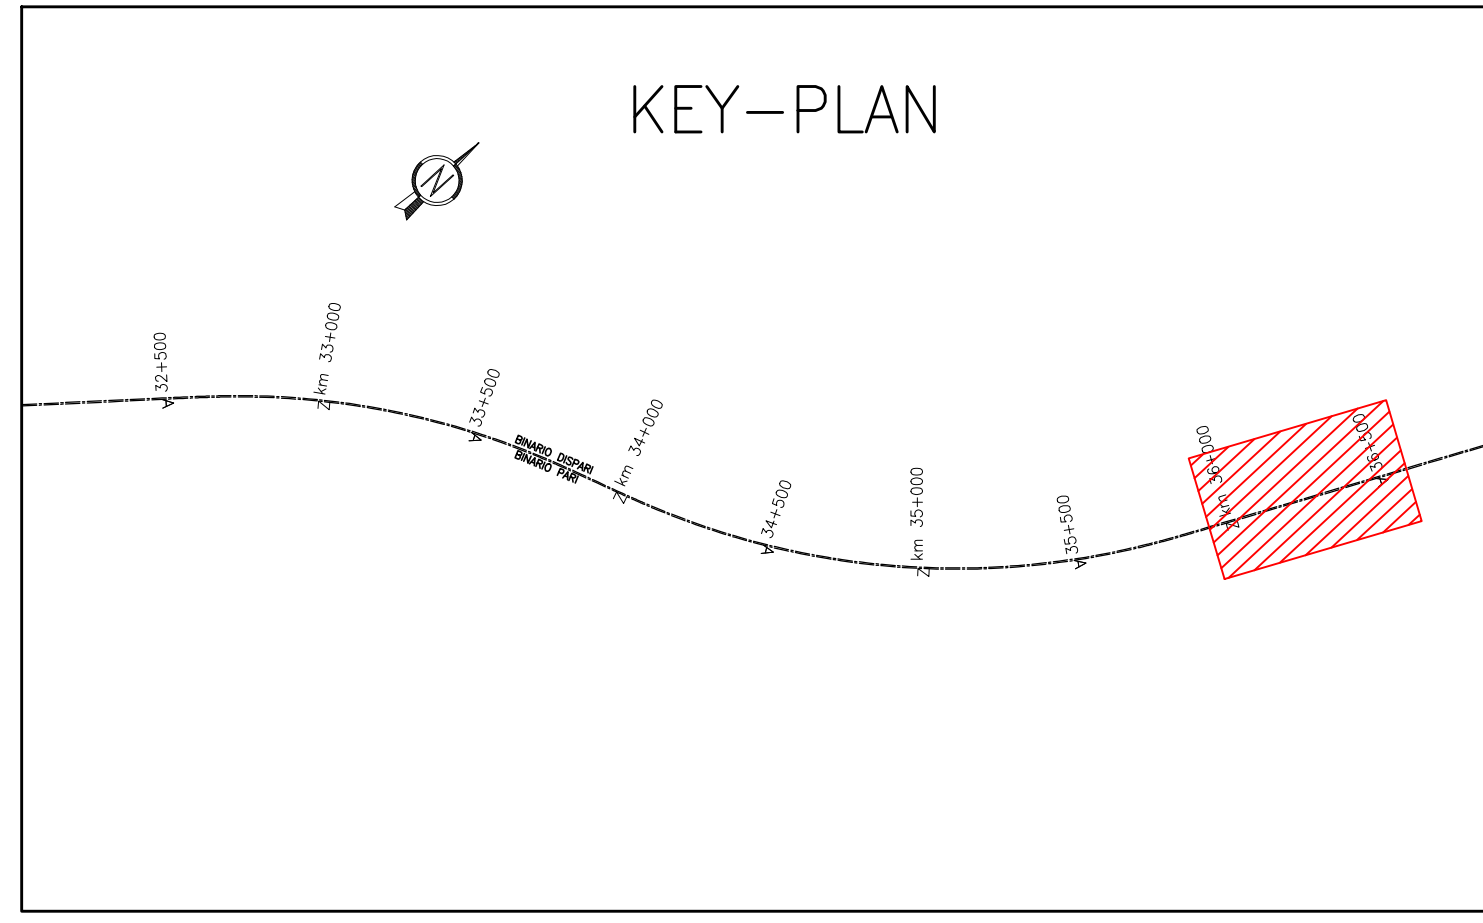 KEY-PLAN
N
32+500
km 33+000
33+500
BINARIO DISPARI
BINARIO PARI
km 34+000
34+500
km 35+000
35+500
km 36+000
36+500